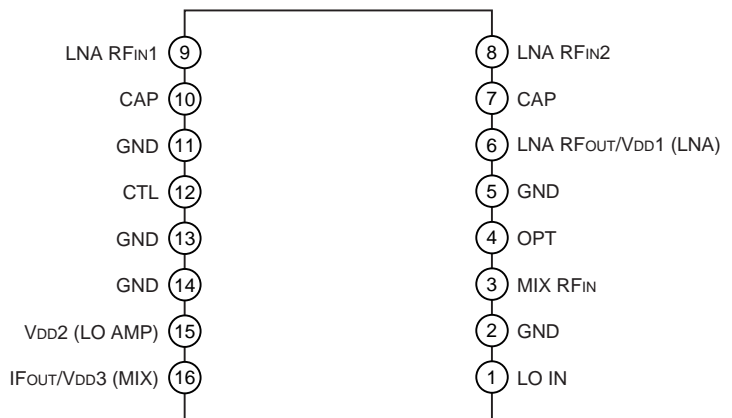 LNA RFIN1 9 8 LNA RFIN2
CAP 10 7 CAP
GND 11 6 LNA RFOUT/VDD1 (LNA)
CTL 12 5 GND
GND 13 4 OPT
GND 14 3 MIX RFIN
VDD2 (LO AMP) 15 2 GND
IFOUT/VDD3 (MIX) 16 1 LO IN